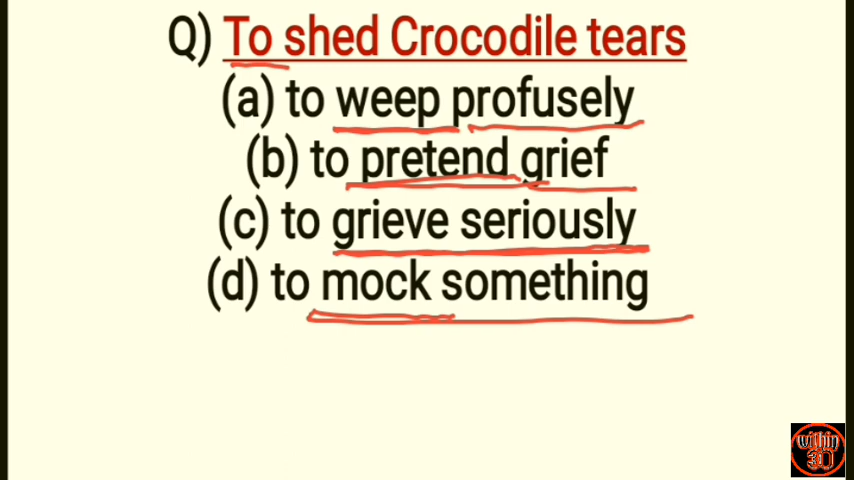 Q) To shed Crocodile tears
(a) to weep profusely
(b) to pretend grief
(c) to grieve seriously
(d) to mock something
within
30